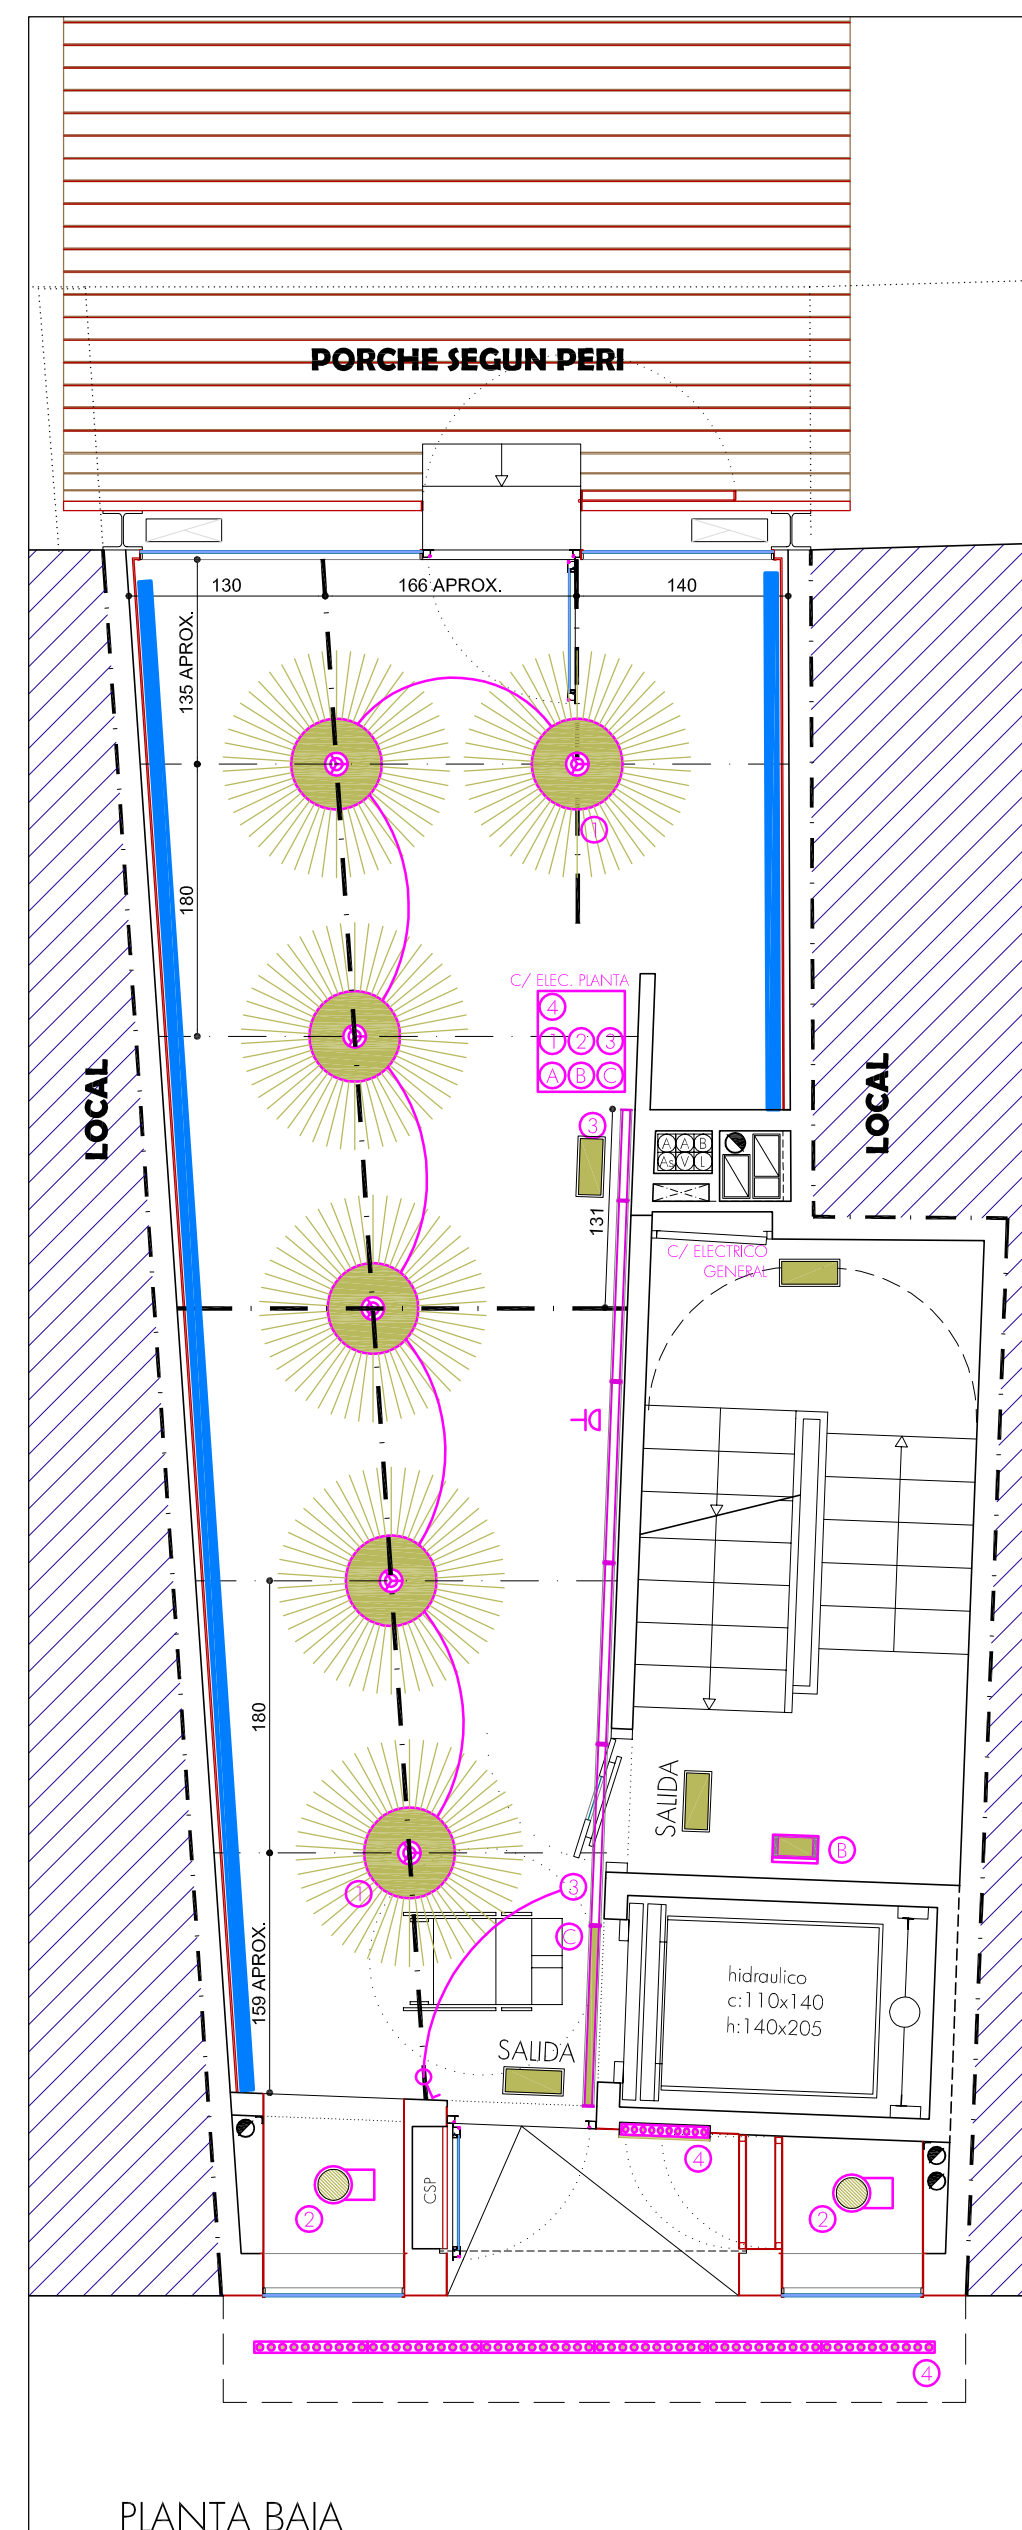 PORCHE SEGUN PERI
130
166 APROX.
140
135 APROX.
180
1
C/ ELEC. PLANTA
4
1 2 3
A B C
LOCAL
LOCAL
3
131
A A B
As V L
C/ ELECTRICO
GENERAL
180
SALIDA
B
1
3
C
159 APROX.
hidraulico
c:110x140
h:140x205
SALIDA
4
CSP
2
2
4
PLANTA BAJA